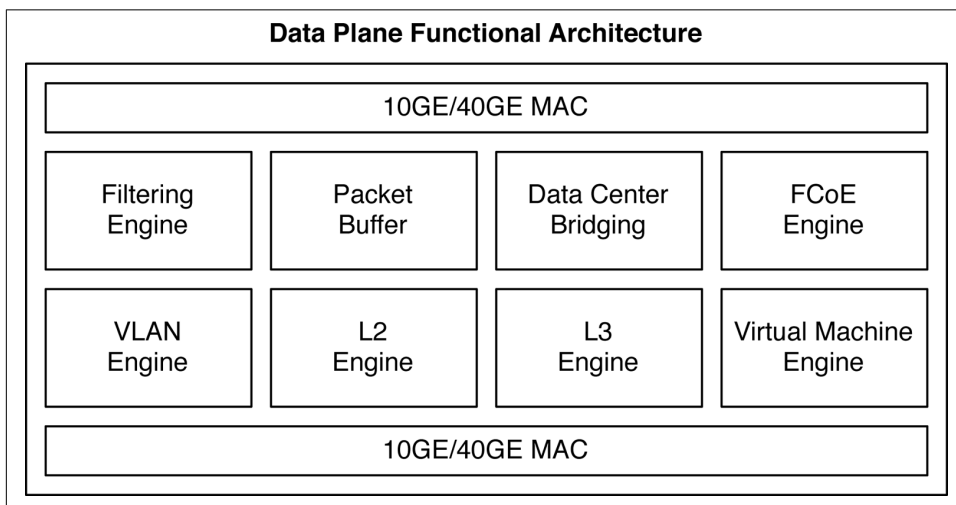 Data Plane Functional Architecture
10GE/40GE MAC
Filtering
Engine
Packet
Buffer
Data Center
Bridging
FCoE
Engine
VLAN
Engine
L2
Engine
L3
Engine
Virtual Machine
Engine
10GE/40GE MAC